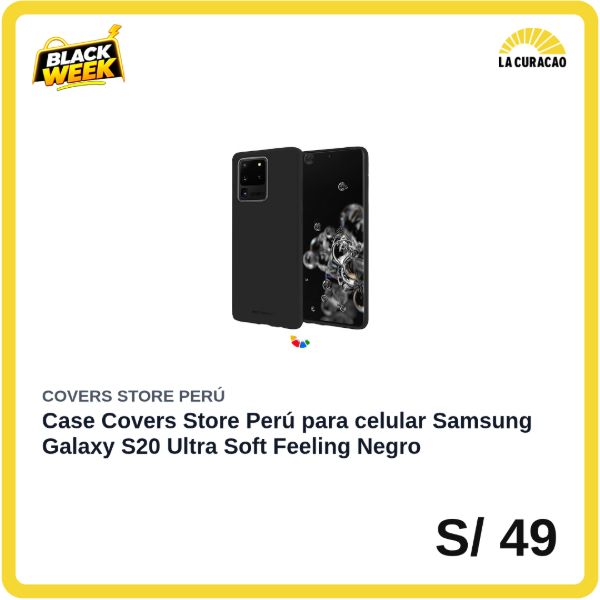 BLACK
WEEK
LA CURACAO
COVERS STORE PERÚ
Case Covers Store Perú para celular Samsung
Galaxy S20 Ultra Soft Feeling Negro
S/ 49